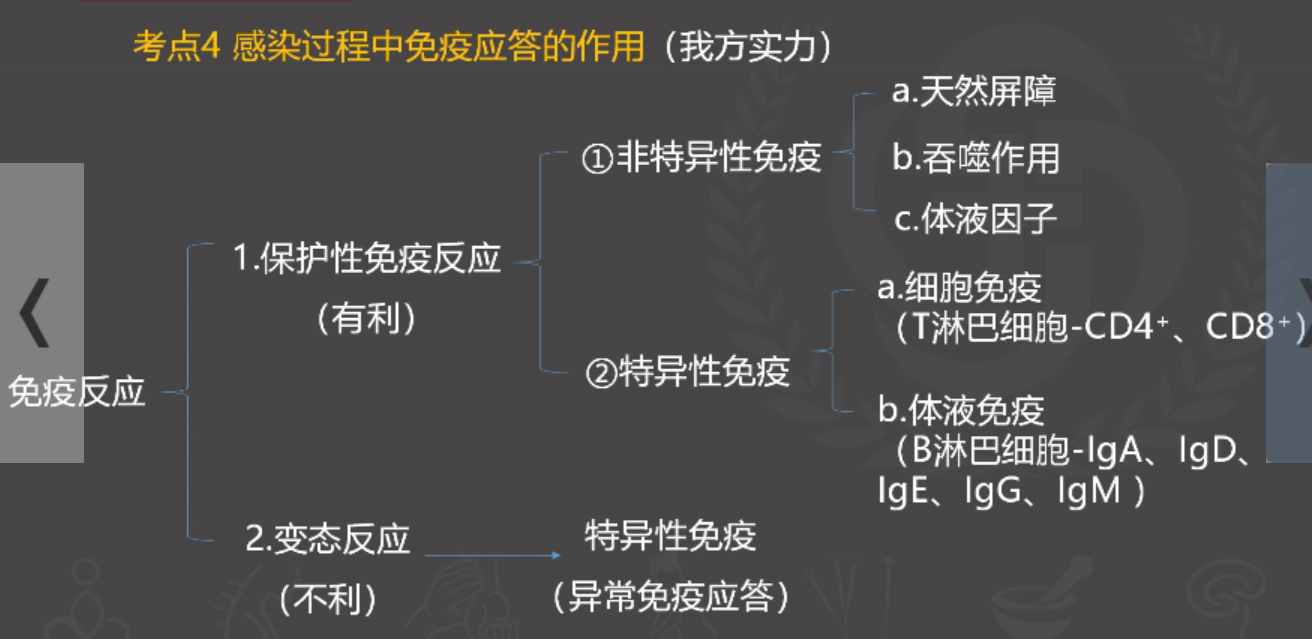 考点4 感染过程中免疫应答的作用（我方实力）
免疫反应
1.保护性免疫反应
（有利）
①非特异性免疫
a.天然屏障
b.吞噬作用
c.体液因子
②特异性免疫
a.细胞免疫
（T淋巴细胞-CD4⁺、CD8⁺）
b.体液免疫
（B淋巴细胞-IgA、IgD、
IgE、IgG、IgM ）
2.变态反应
（不利）
特异性免疫
（异常免疫应答）